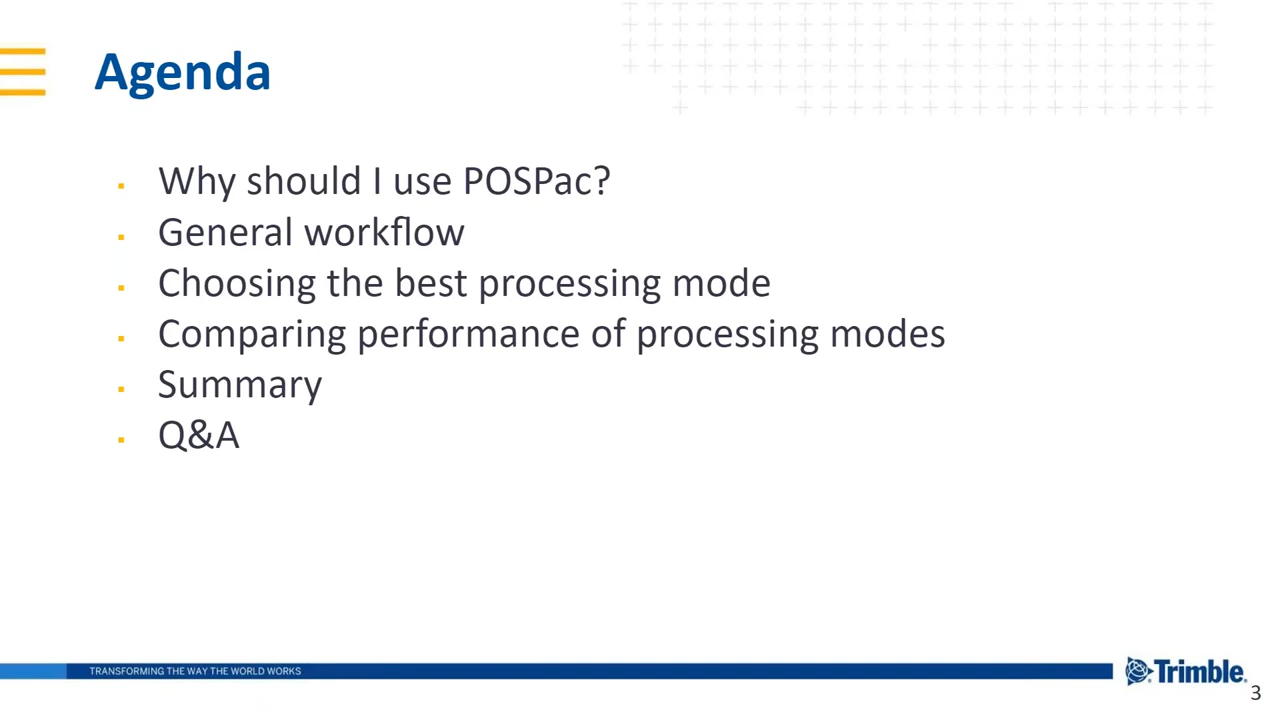 Agenda
Why should I use POSPac?
General workflow
Choosing the best processing mode
Comparing performance of processing modes
Summary
Q&A
TRANSFORMING THE WAY THE WORLD WORKS
Trimble
3